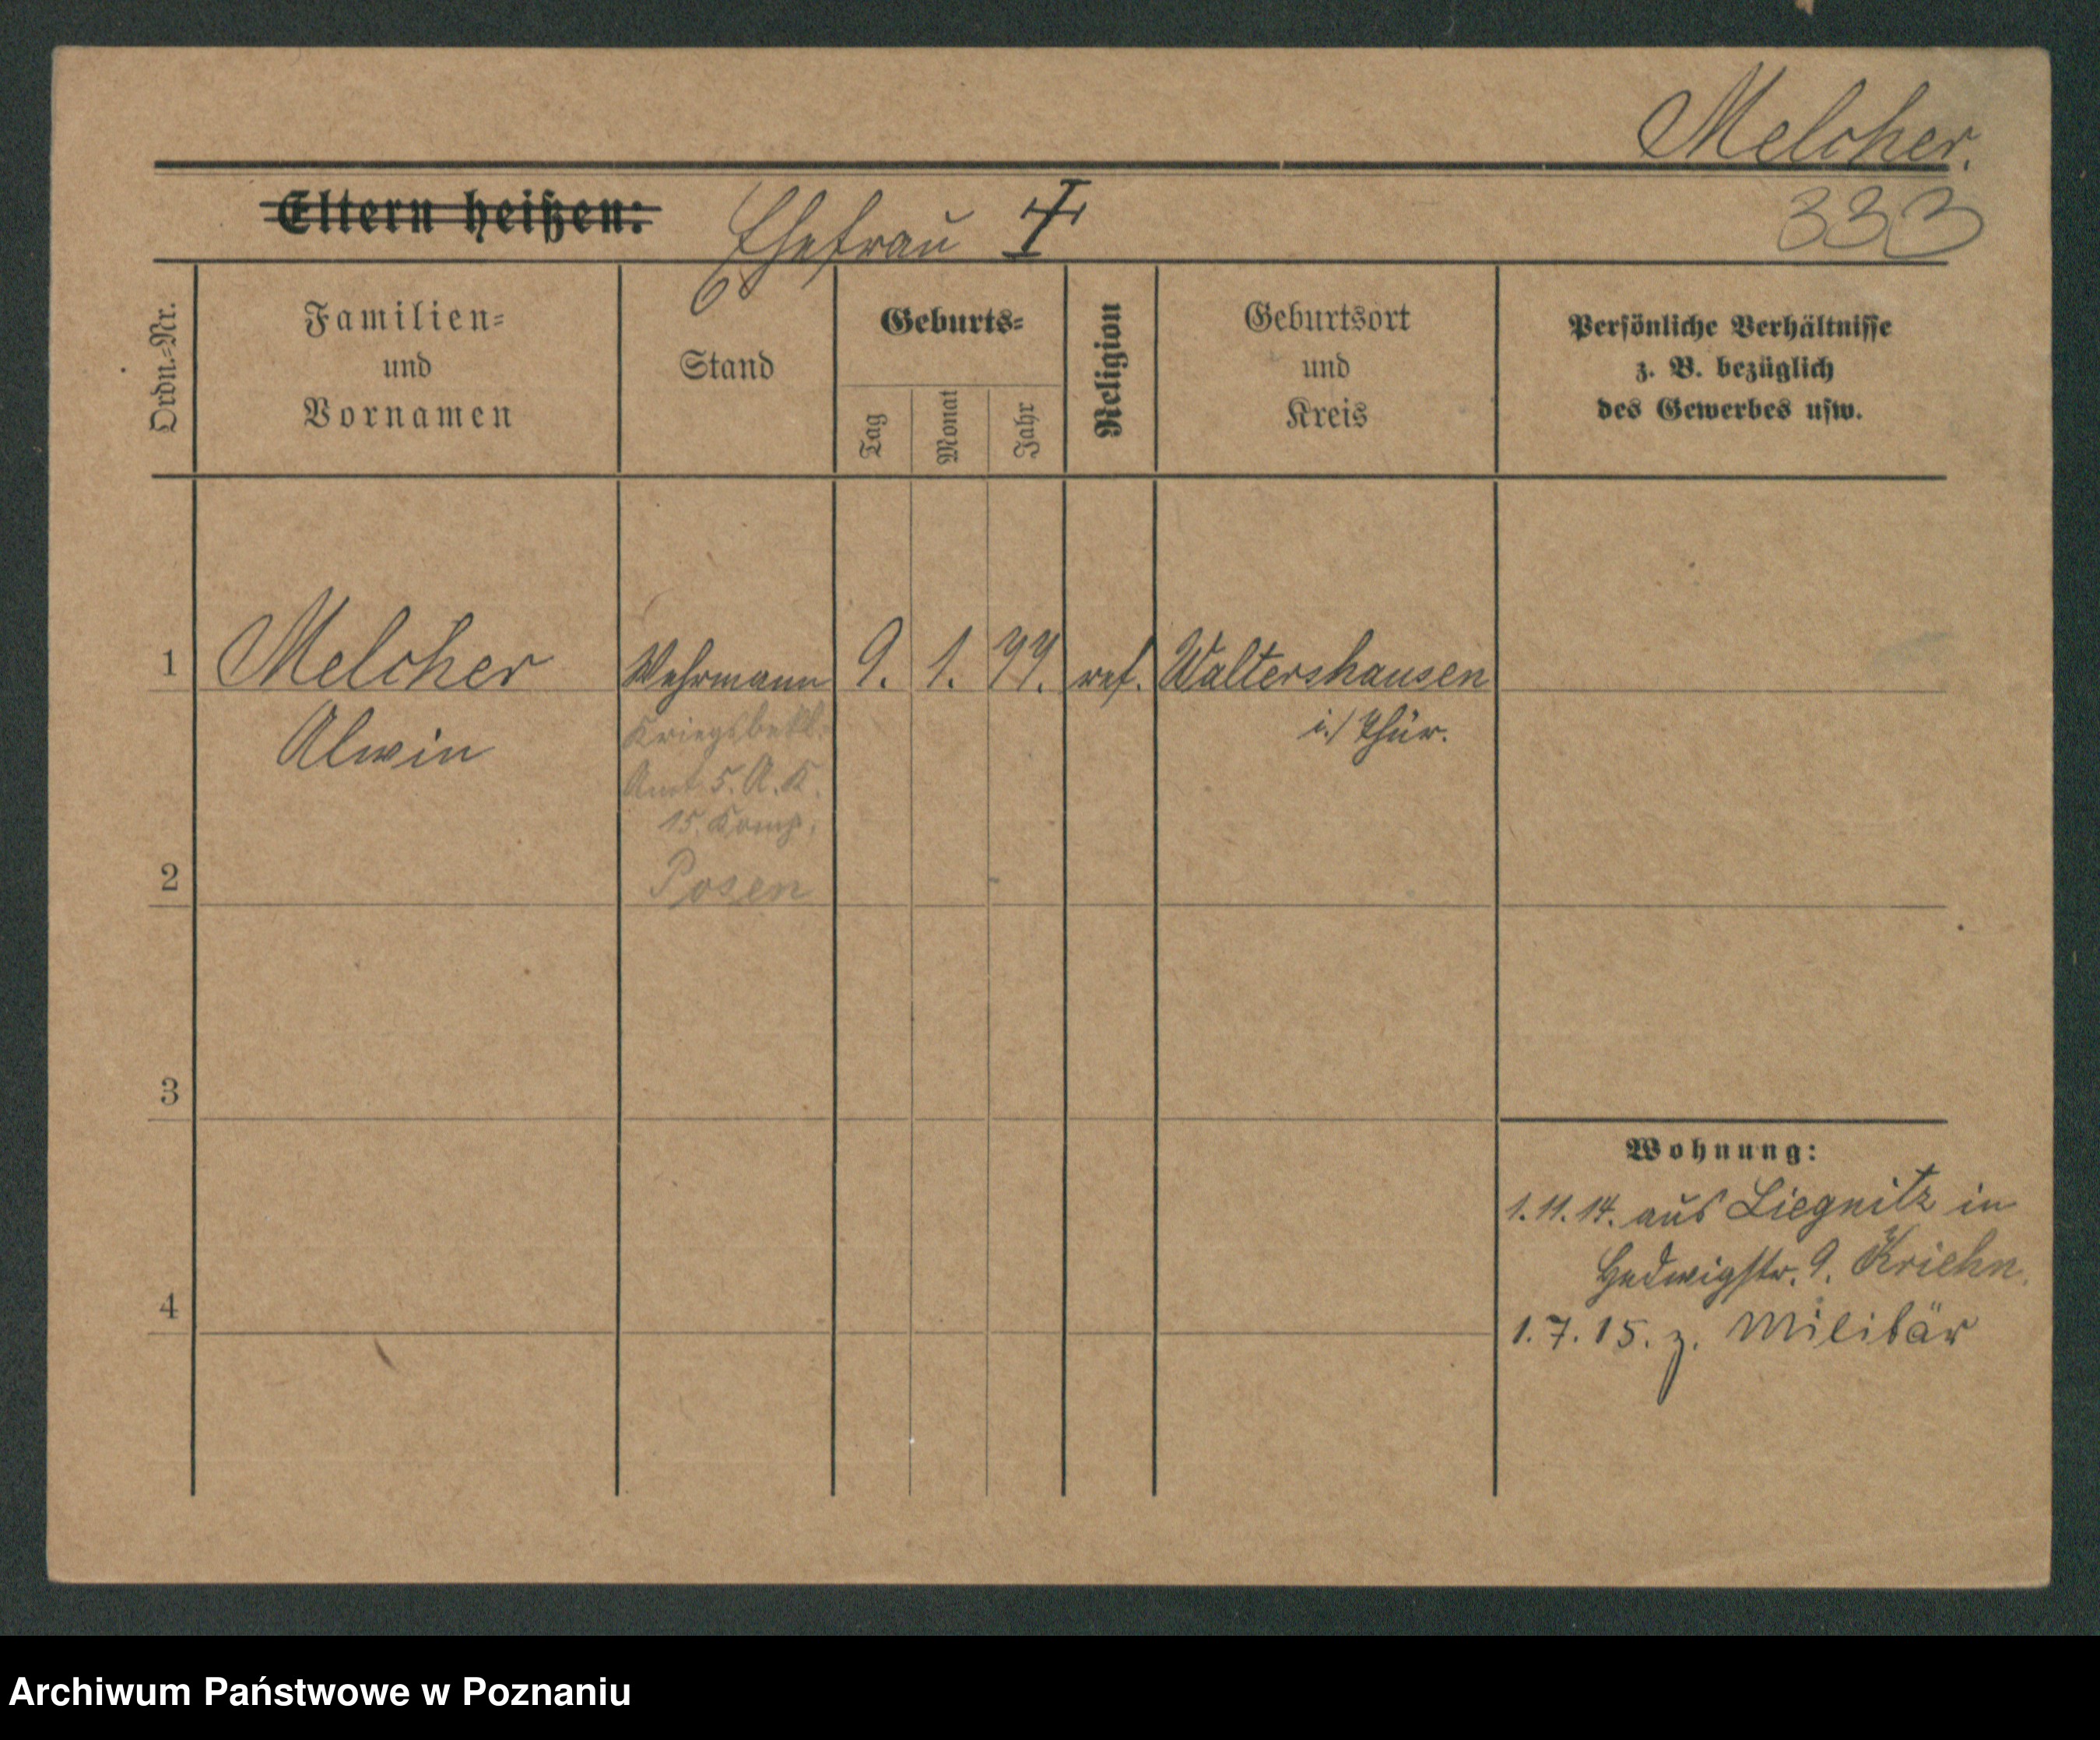 Melcher.
333
Eltern heißen:
Ehefrau
Ordn.-Nr.
Familien-
und
Vornamen
Stand
Geburts-
Tag
Monat
Jahr
Religion
Geburtsort
und
Kreis
Persönliche Verhältnisse
z. B. bezüglich
des Gewerbes usw.
1 Melcher Wehrmann 9. 1. 77. ref. Waltershausen
Alwin
i./Thür.
Kriegsbekl.
Amt 5. A.K.
15. Komp.
Posen
2
3
4
Wohnung:
1.11.14. aus Liegnitz in
Hedwigstr. 9. Kriehn.
1.7.15. z. Militär
Archiwum Państwowe w Poznaniu